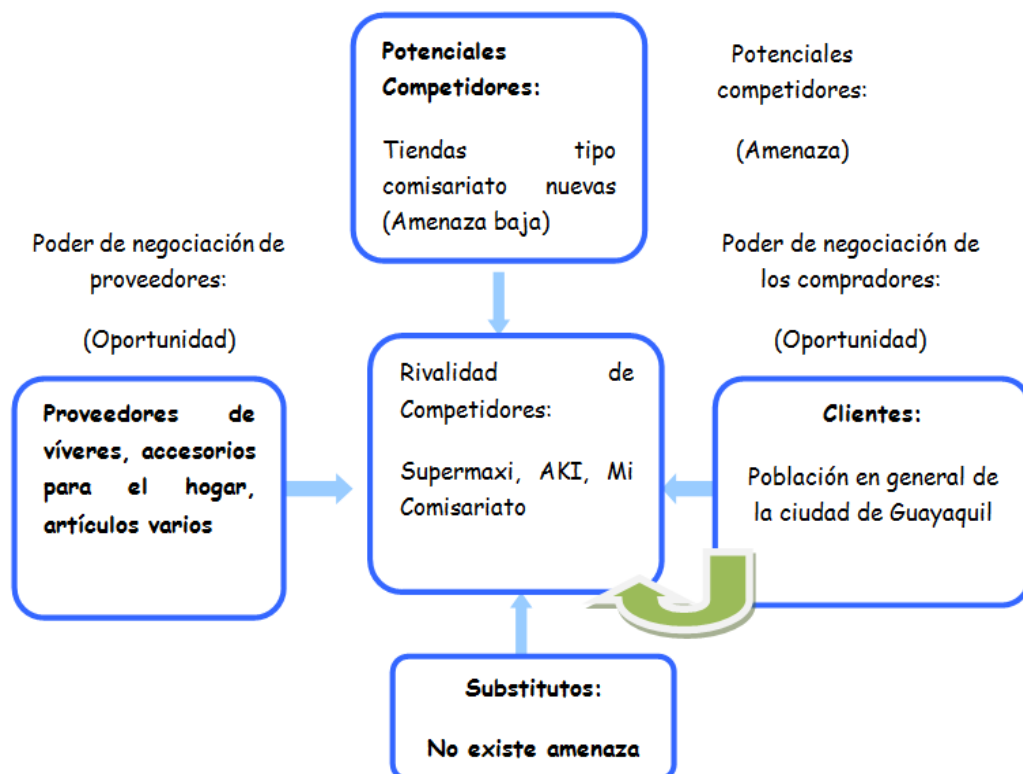 Potenciales
Competidores:
Tiendas tipo
comisariato nuevas
(Amenaza baja)
Potenciales
competidores:
(Amenaza)
Poder de negociación de
proveedores:
(Oportunidad)
Poder de negociación de
los compradores:
(Oportunidad)
Proveedores de
víveres, accesorios
para el hogar,
artículos varios
Rivalidad de
Competidores:
Supermaxi, AKI, Mi
Comisariato
Clientes:
Población en general de
la ciudad de Guayaquil
Substitutos:
No existe amenaza